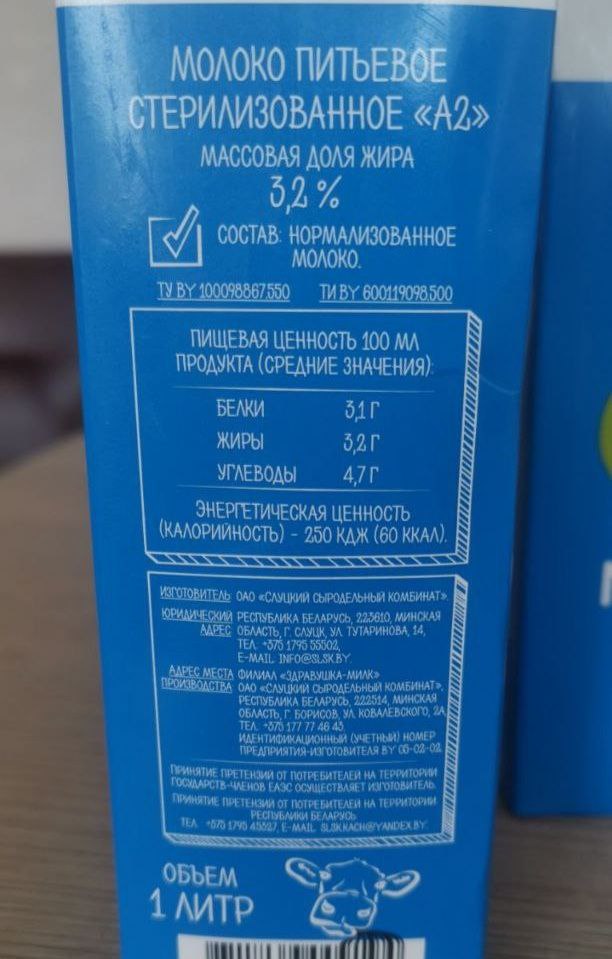 МОЛОКО ПИТЬЕВОЕ
СТЕРИЛИЗОВАННОЕ «А2»
МАССОВАЯ ДОЛЯ ЖИРА
3,2 %
СОСТАВ: НОРМАЛИЗОВАННОЕ
МОЛОКО.
ТУ BY 100098867.550 ТИ BY 600119098.500
ПИЩЕВАЯ ЦЕННОСТЬ 100 МЛ
ПРОДУКТА (СРЕДНИЕ ЗНАЧЕНИЯ):
БЕЛКИ 3,1 Г
ЖИРЫ 3,2 Г
УГЛЕВОДЫ 4,7 Г
ЭНЕРГЕТИЧЕСКАЯ ЦЕННОСТЬ
(КАЛОРИЙНОСТЬ) - 250 КДЖ (60 ККАЛ).
ИЗГОТОВИТЕЛЬ ОАО «СЛУЦКИЙ СЫРОДЕЛЬНЫЙ КОМБИНАТ».
ЮРИДИЧЕСКИЙ РЕСПУБЛИКА БЕЛАРУСЬ, 223610, МИНСКАЯ
АДРЕС ОБЛАСТЬ, Г. СЛУЦК, УЛ. ТУТАРИНОВА, 14,
ТЕЛ. +375 1795 55502,
E-MAIL INFO@SLSK.BY.
АДРЕС МЕСТА ФИЛИАЛ «ЗДРАВУШКА-МИЛК»
ПРОИЗВОДСТВА ОАО «СЛУЦКИЙ СЫРОДЕЛЬНЫЙ КОМБИНАТ»,
РЕСПУБЛИКА БЕЛАРУСЬ, 222514, МИНСКАЯ
ОБЛАСТЬ, Г. БОРИСОВ, УЛ. КОВАЛЕВСКОГО, 2А,
ТЕЛ. +375 177 77 46 43.
ИДЕНТИФИКАЦИОННЫЙ (УЧЕТНЫЙ) НОМЕР
ПРЕДПРИЯТИЯ-ИЗГОТОВИТЕЛЯ BY 06-02-02.
ПРИНЯТИЕ ПРЕТЕНЗИЙ ОТ ПОТРЕБИТЕЛЕЙ НА ТЕРРИТОРИИ
ГОСУДАРСТВ-ЧЛЕНОВ ЕАЭС ОСУЩЕСТВЛЯЕТ ИЗГОТОВИТЕЛЬ.
ПРИНЯТИЕ ПРЕТЕНЗИЙ ОТ ПОТРЕБИТЕЛЕЙ НА ТЕРРИТОРИИ
РЕСПУБЛИКИ БЕЛАРУСЬ
ТЕЛ. +375 1795 45527, E-MAIL SLSK.KACH@YANDEX.BY.
ОБЪЕМ
1 ЛИТР